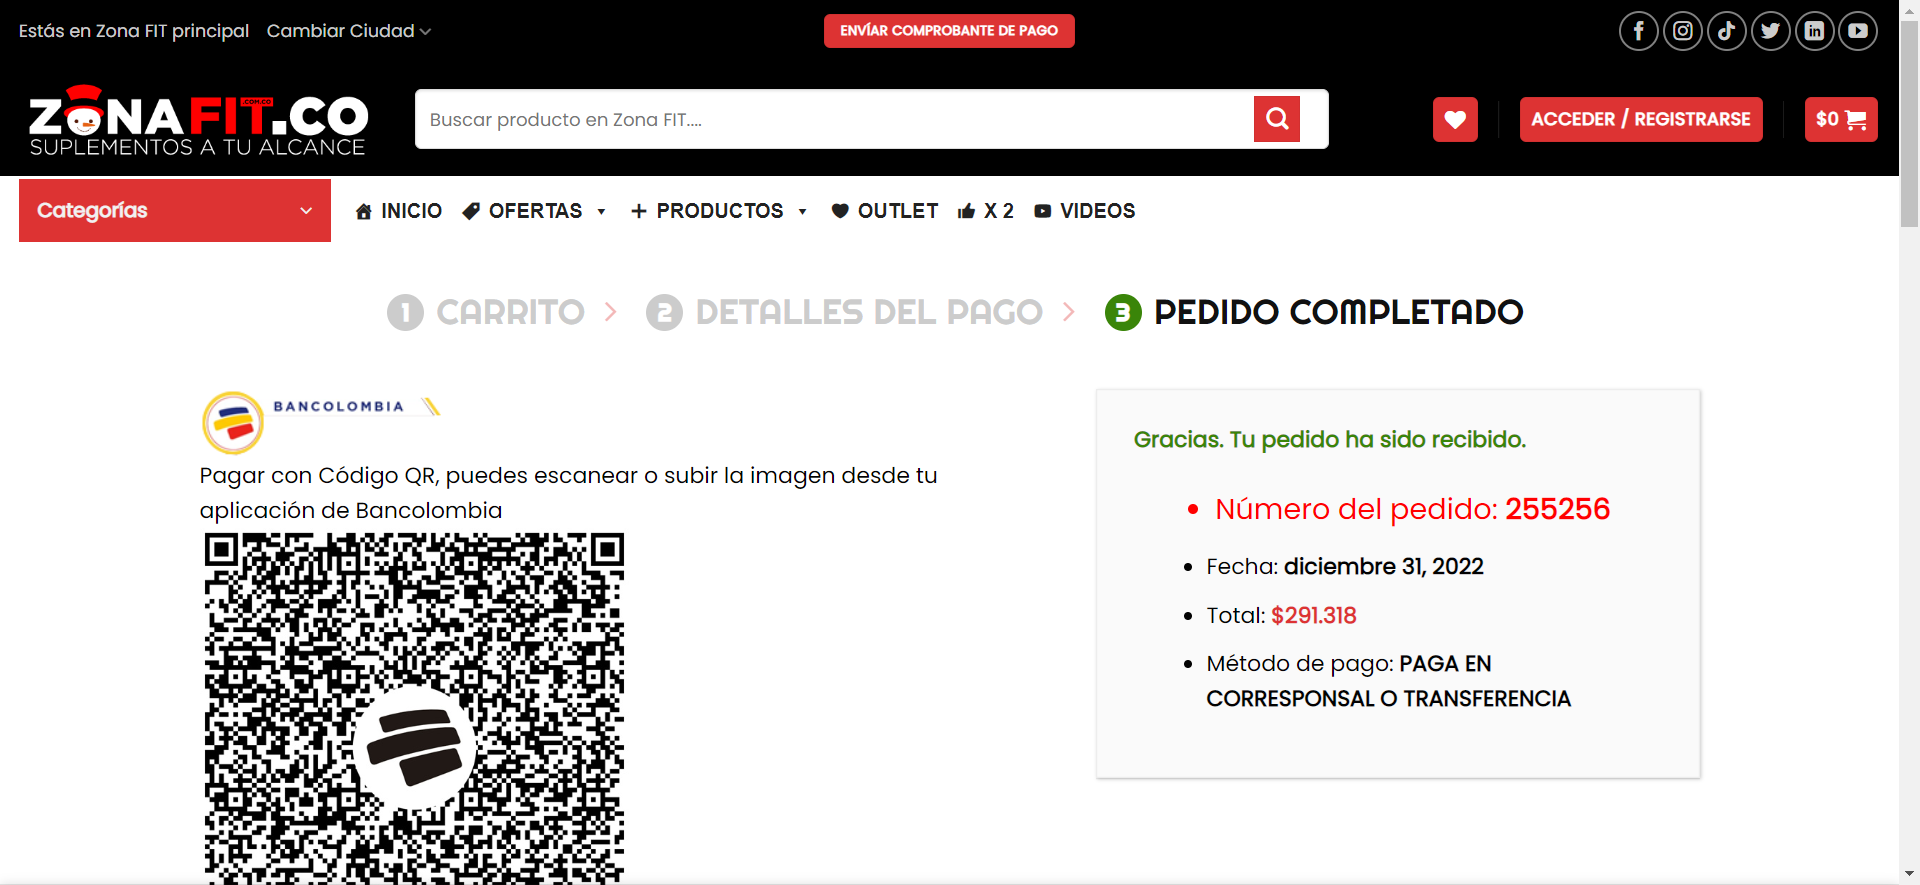 Estás en Zona FIT principal
Cambiar Ciudad
ENVÍAR COMPROBANTE DE PAGO
ZONAFIT.CO
.COM.CO
SUPLEMENTOS A TU ALCANCE
Buscar producto en Zona FIT....
ACCEDER / REGISTRARSE
$0
Categorías
INICIO
OFERTAS
PRODUCTOS
OUTLET
X 2
VIDEOS
1 CARRITO
2 DETALLES DEL PAGO
3 PEDIDO COMPLETADO
BANCOLOMBIA
Pagar con Código QR, puedes escanear o subir la imagen desde tu
aplicación de Bancolombia
Gracias. Tu pedido ha sido recibido.
Número del pedido: 255256
Fecha: diciembre 31, 2022
Total: $291.318
Método de pago: PAGA EN
CORRESPONSAL O TRANSFERENCIA